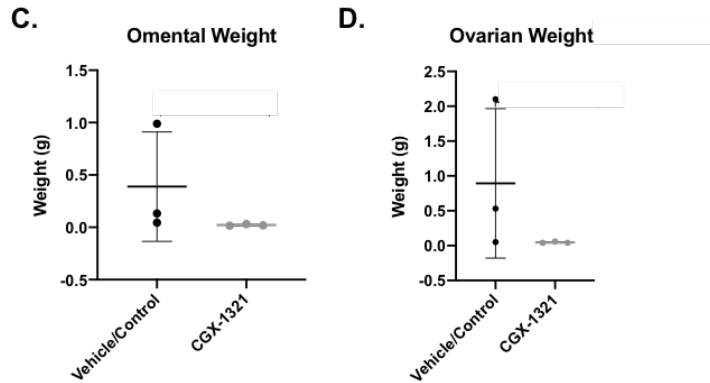 C.
Omental Weight
Weight (g)
1.5
1.0
0.5
0.0
-0.5
Vehicle/Control
CGX-1321
D.
Ovarian Weight
Weight (g)
2.5
2.0
1.5
1.0
0.5
0.0
-0.5
Vehicle/Control
CGX-1321